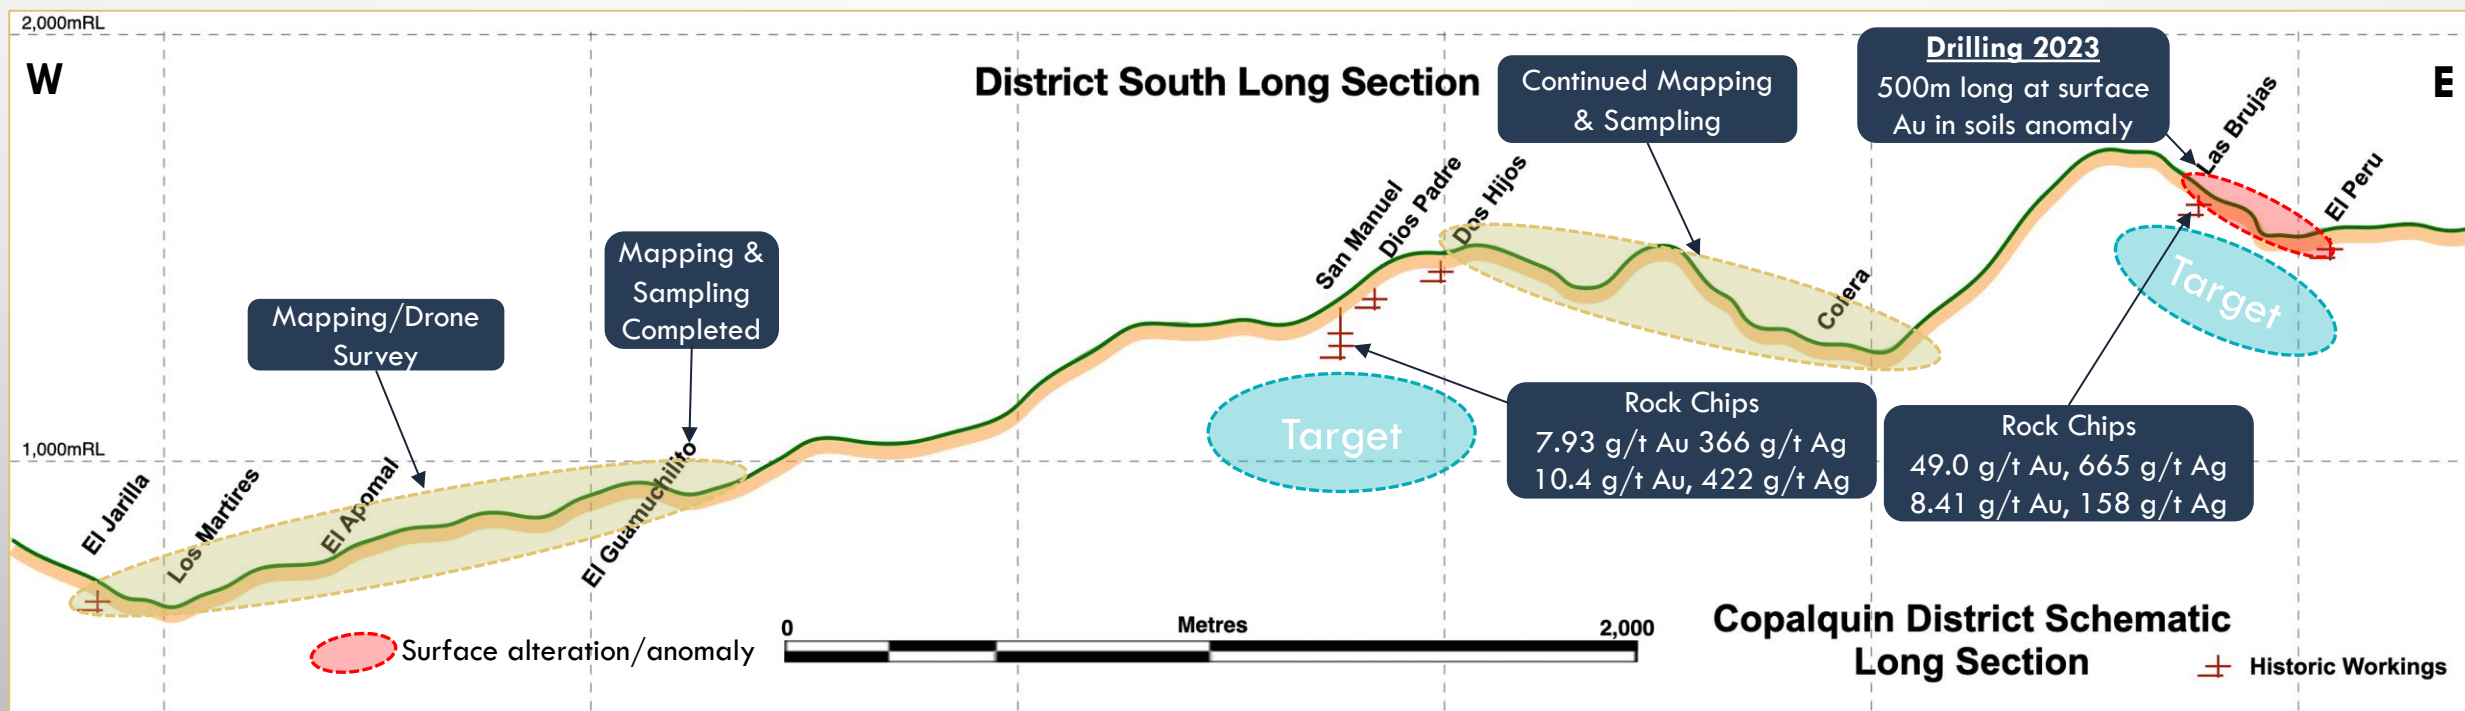 2,000mRL
W
District South Long Section
Continued Mapping
& Sampling
Drilling 2023
500m long at surface
Au in soils anomaly
E
Las Brujas
El Peru
San Manuel
Dios Padre
Dos Hijos
Colera
Target
Mapping &
Sampling
Completed
Mapping/Drone
Survey
Target
Rock Chips
7.93 g/t Au 366 g/t Ag
10.4 g/t Au, 422 g/t Ag
Rock Chips
49.0 g/t Au, 665 g/t Ag
8.41 g/t Au, 158 g/t Ag
1,000mRL
El Jarilla
Los Martires
El Apomal
El Guamuchilito
Surface alteration/anomaly
0
Metres
2,000
Copalquin District Schematic
Long Section
Historic Workings